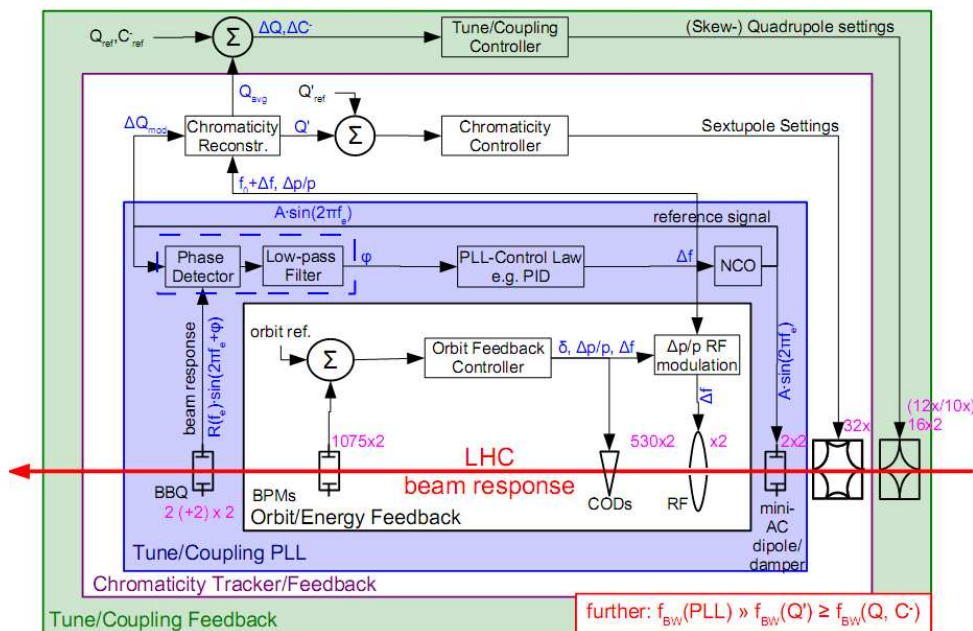 Q_ref, C⁻_ref
Σ
ΔQ, ΔC⁻
Tune/Coupling
Controller
(Skew-) Quadrupole settings
Q_avg
Q'_ref
ΔQ_mod
Chromaticity
Reconstr.
Q'
Σ
Chromaticity
Controller
Sextupole Settings
f₀+Δf, Δp/p
A·sin(2πf_e)
reference signal
Phase
Detector
Low-pass
Filter
φ
PLL-Control Law
e.g. PID
Δf
NCO
beam response
R(f_e)·sin(2πf_e+φ)
orbit ref.
Σ
Orbit Feedback
Controller
δ, Δp/p, Δf
Δp/p RF
modulation
A·sin(2πf_e)
Δf
(12x/10x)
1075x2
530x2
x2
2x2
32x
16x2
LHC
beam response
BBQ
2 (+2) x 2
BPMs
CODs
RF
mini-
AC
dipole/
damper
Orbit/Energy Feedback
Tune/Coupling PLL
Chromaticity Tracker/Feedback
Tune/Coupling Feedback
further: f_BW(PLL) » f_BW(Q') ≥ f_BW(Q, C⁻)